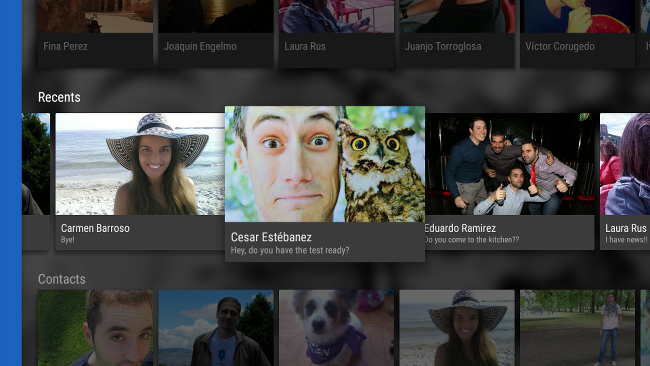 Fina Perez
Joaquin Engelmo
Laura Rus
Juanjo Torroglosa
Víctor Corugedo
Recents
Carmen Barroso
Bye!
Cesar Estébanez
Hey, do you have the test ready?
Eduardo Ramirez
Do you come to the kitchen??
Laura Rus
I have news!!
Contacts